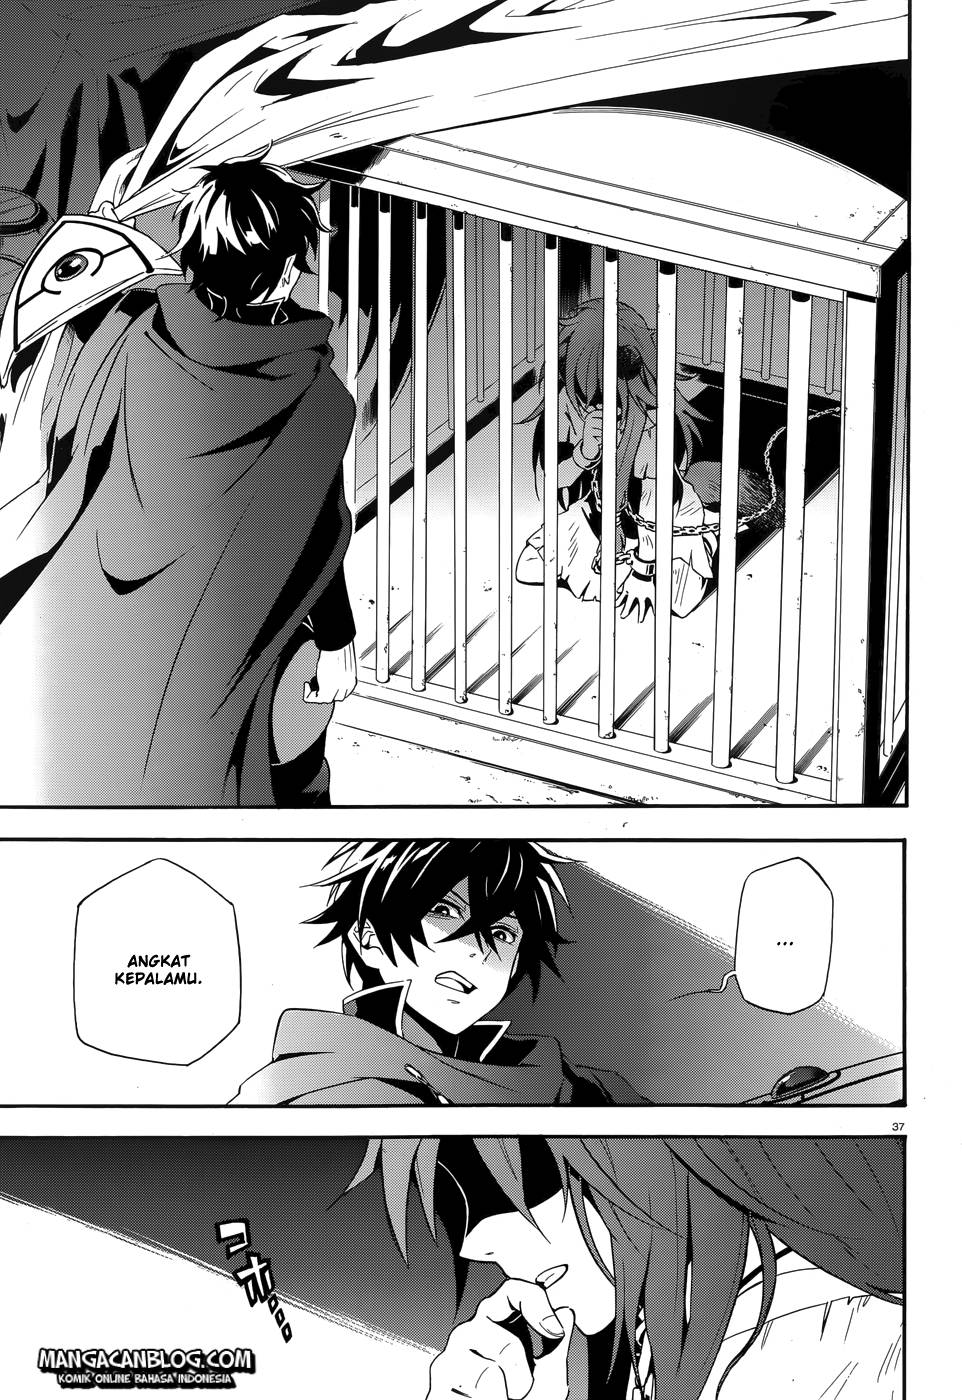 ...
ANGKAT
KEPALAMU.
37
コホ...
MANGACANBLOG.COM
KOMIK ONLINE BAHASA INDONESIA